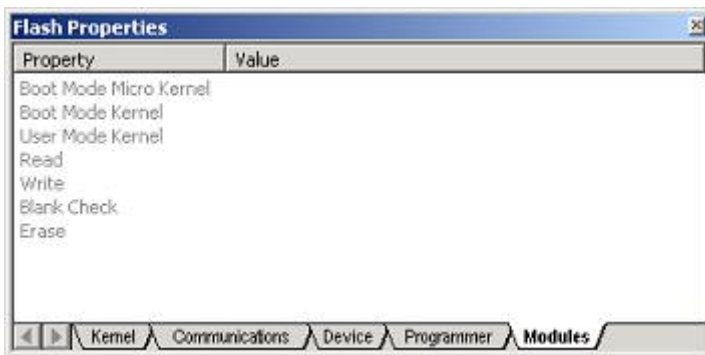 Flash Properties
Property Value
Boot Mode Micro Kernel
Boot Mode Kernel
User Mode Kernel
Read
Write
Blank Check
Erase
Kernel Communications Device Programmer Modules